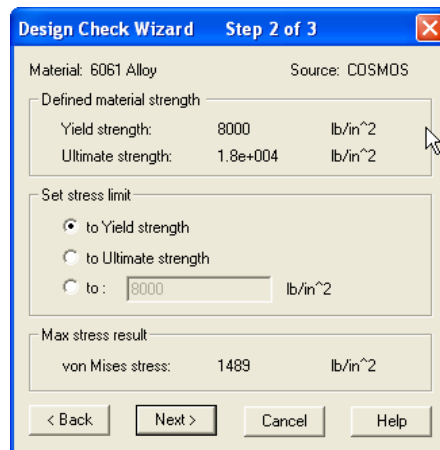 Design Check Wizard Step 2 of 3
Material: 6061 Alloy Source: COSMOS
Defined material strength
Yield strength: 8000 lb/in^2
Ultimate strength: 1.8e+004 lb/in^2
Set stress limit
to Yield strength
to Ultimate strength
to : 8000 lb/in^2
Max stress result
von Mises stress: 1489 lb/in^2
< Back Next > Cancel Help